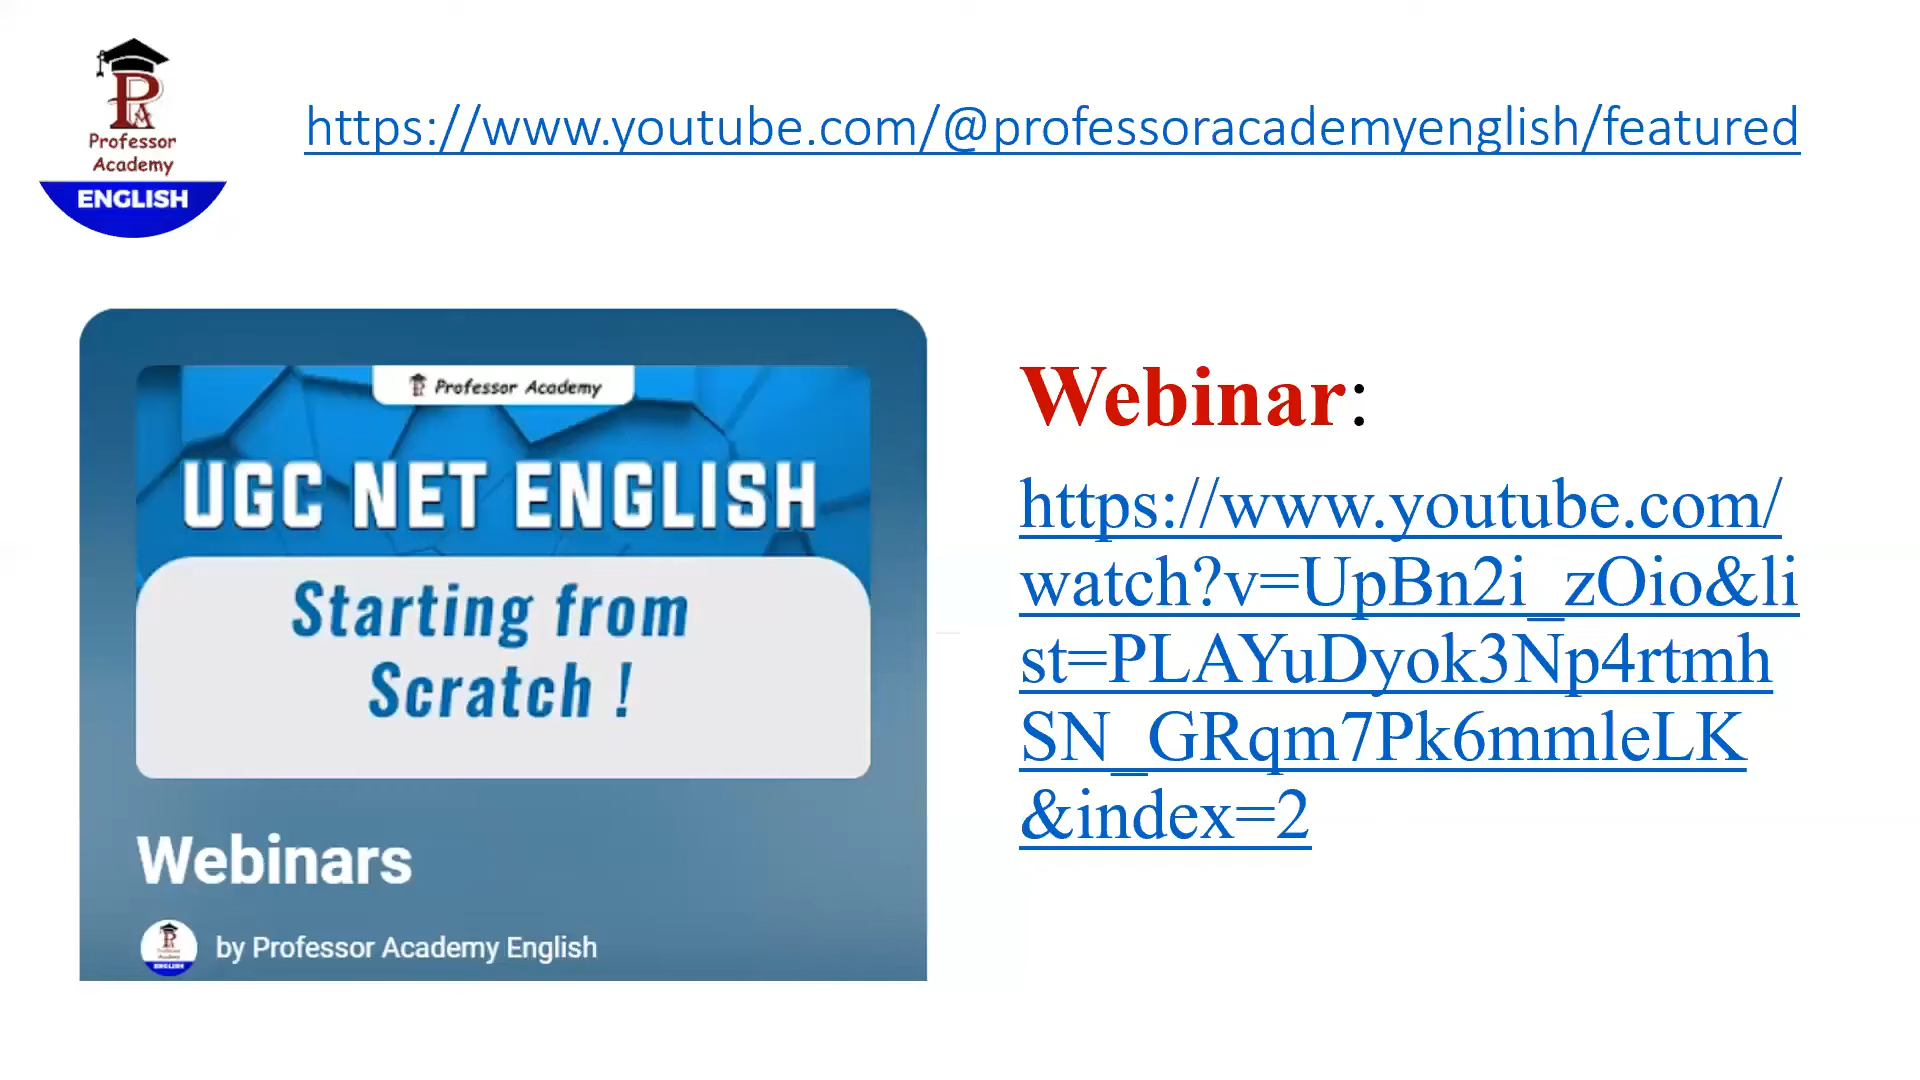 PA
Professor
Academy
ENGLISH
https://www.youtube.com/@professoracademyenglish/featured
Professor Academy
UGC NET ENGLISH
Starting from
Scratch !
Webinars
by Professor Academy English
Webinar:
https://www.youtube.com/
watch?v=UpBn2i_zOio&li
st=PLAYuDyok3Np4rtmh
SN_GRqm7Pk6mmleLK
&index=2